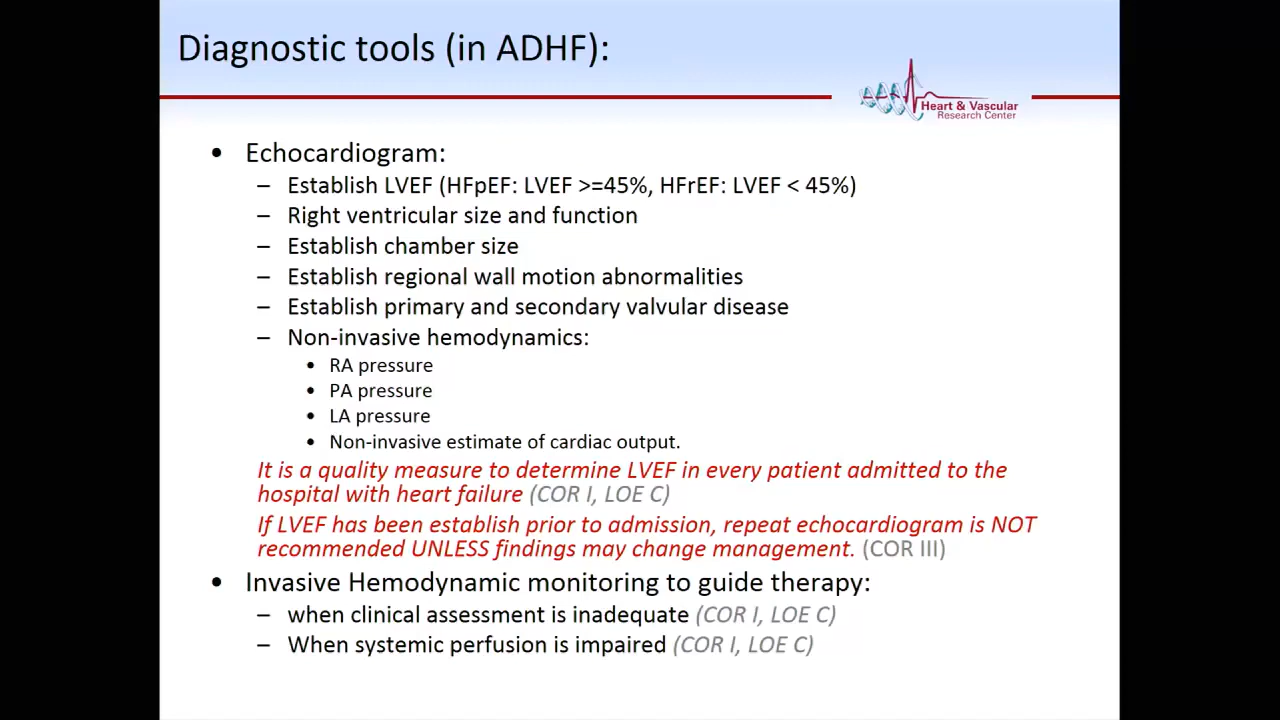 Diagnostic tools (in ADHF):
Heart & Vascular
Research Center
• Echocardiogram:
– Establish LVEF (HFpEF: LVEF >=45%, HFrEF: LVEF < 45%)
– Right ventricular size and function
– Establish chamber size
– Establish regional wall motion abnormalities
– Establish primary and secondary valvular disease
– Non-invasive hemodynamics:
• RA pressure
• PA pressure
• LA pressure
• Non-invasive estimate of cardiac output.
It is a quality measure to determine LVEF in every patient admitted to the
hospital with heart failure (COR I, LOE C)
If LVEF has been establish prior to admission, repeat echocardiogram is NOT
recommended UNLESS findings may change management. (COR III)
• Invasive Hemodynamic monitoring to guide therapy:
– when clinical assessment is inadequate (COR I, LOE C)
– When systemic perfusion is impaired (COR I, LOE C)